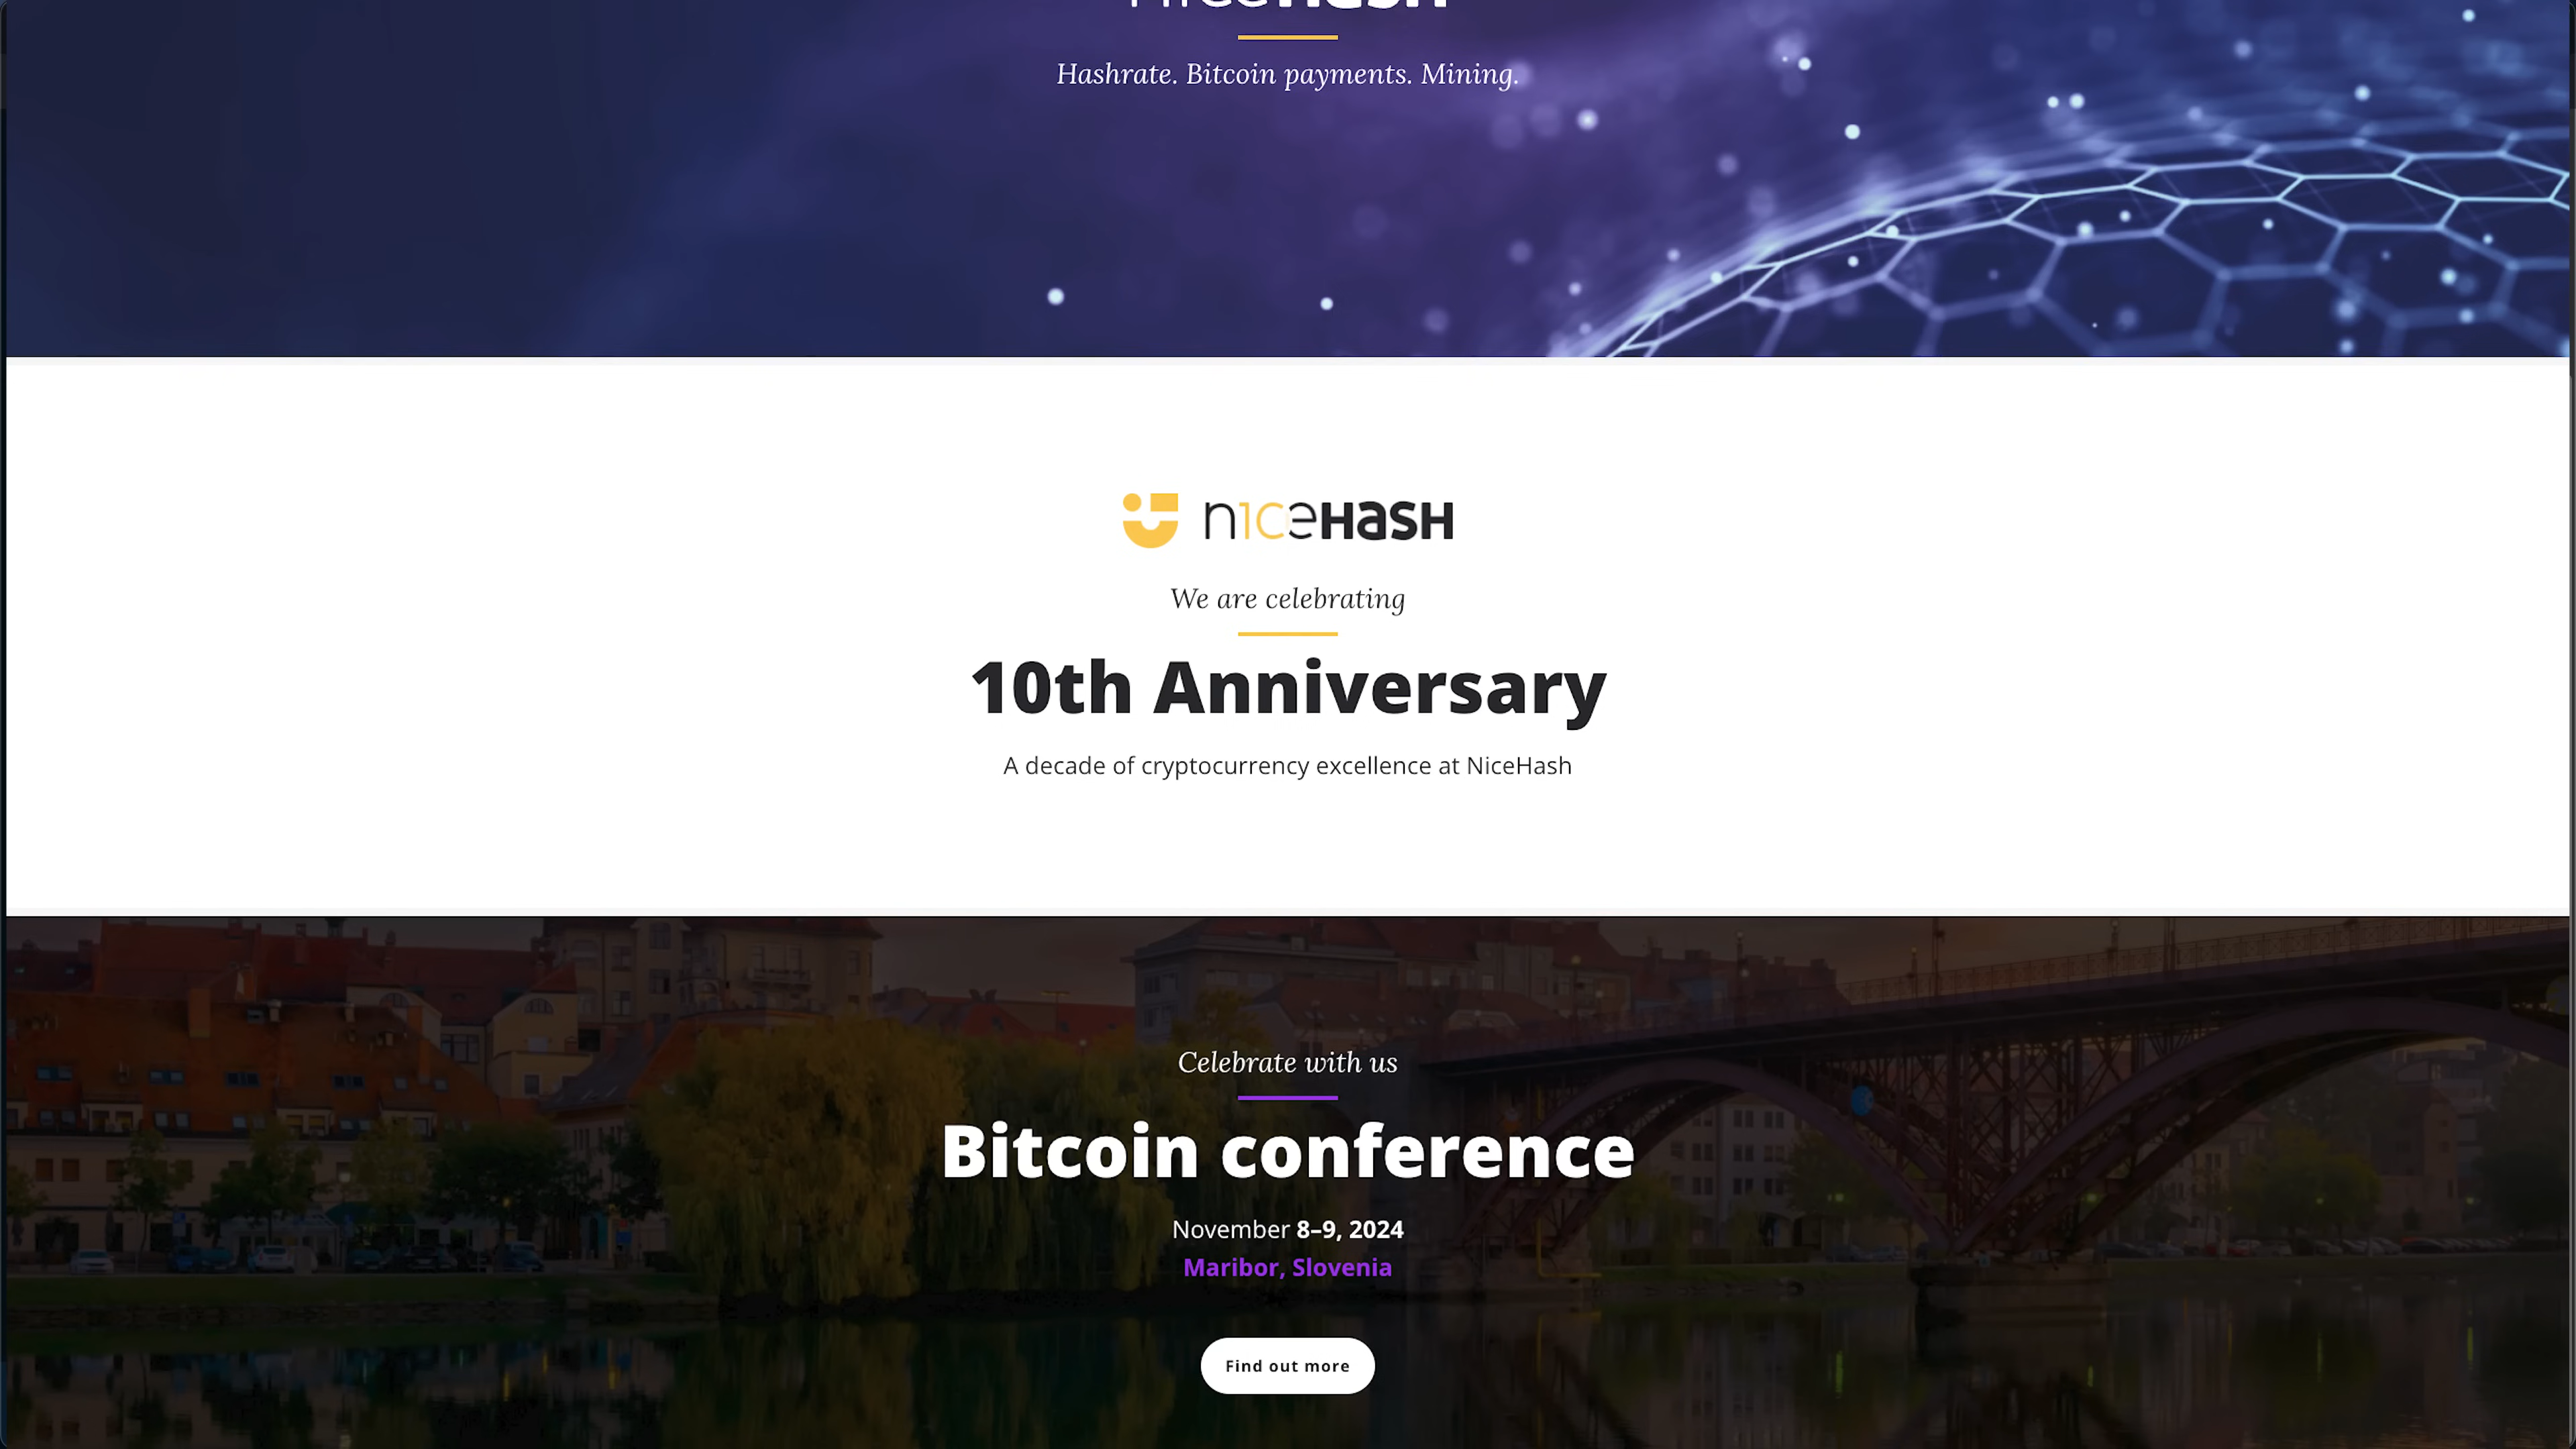 Hashrate. Bitcoin payments. Mining.
niceHaSH
We are celebrating
10th Anniversary
A decade of cryptocurrency excellence at NiceHash
Celebrate with us
Bitcoin conference
November 8–9, 2024
Maribor, Slovenia
Find out more